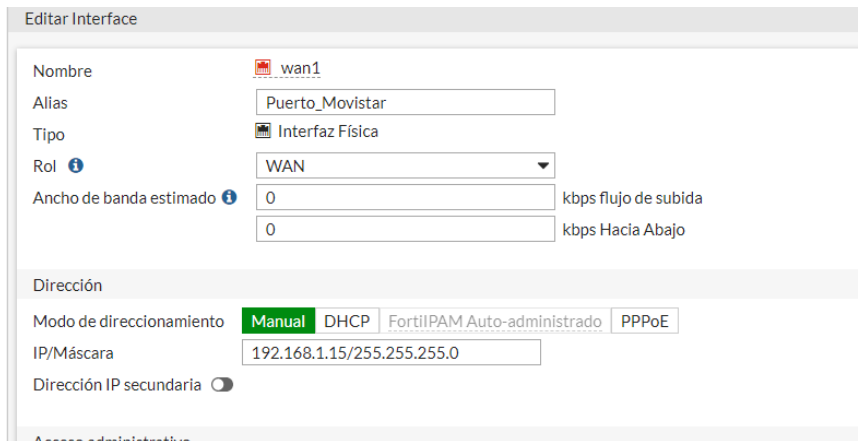 Editar Interface
Nombre wan1
Alias Puerto_Movistar
Tipo Interfaz Física
Rol WAN
Ancho de banda estimado 0 kbps flujo de subida
0 kbps Hacia Abajo
Dirección
Modo de direccionamiento Manual DHCP FortiIPAM Auto-administrado PPPoE
IP/Máscara 192.168.1.15/255.255.255.0
Dirección IP secundaria
Acceso administrativo